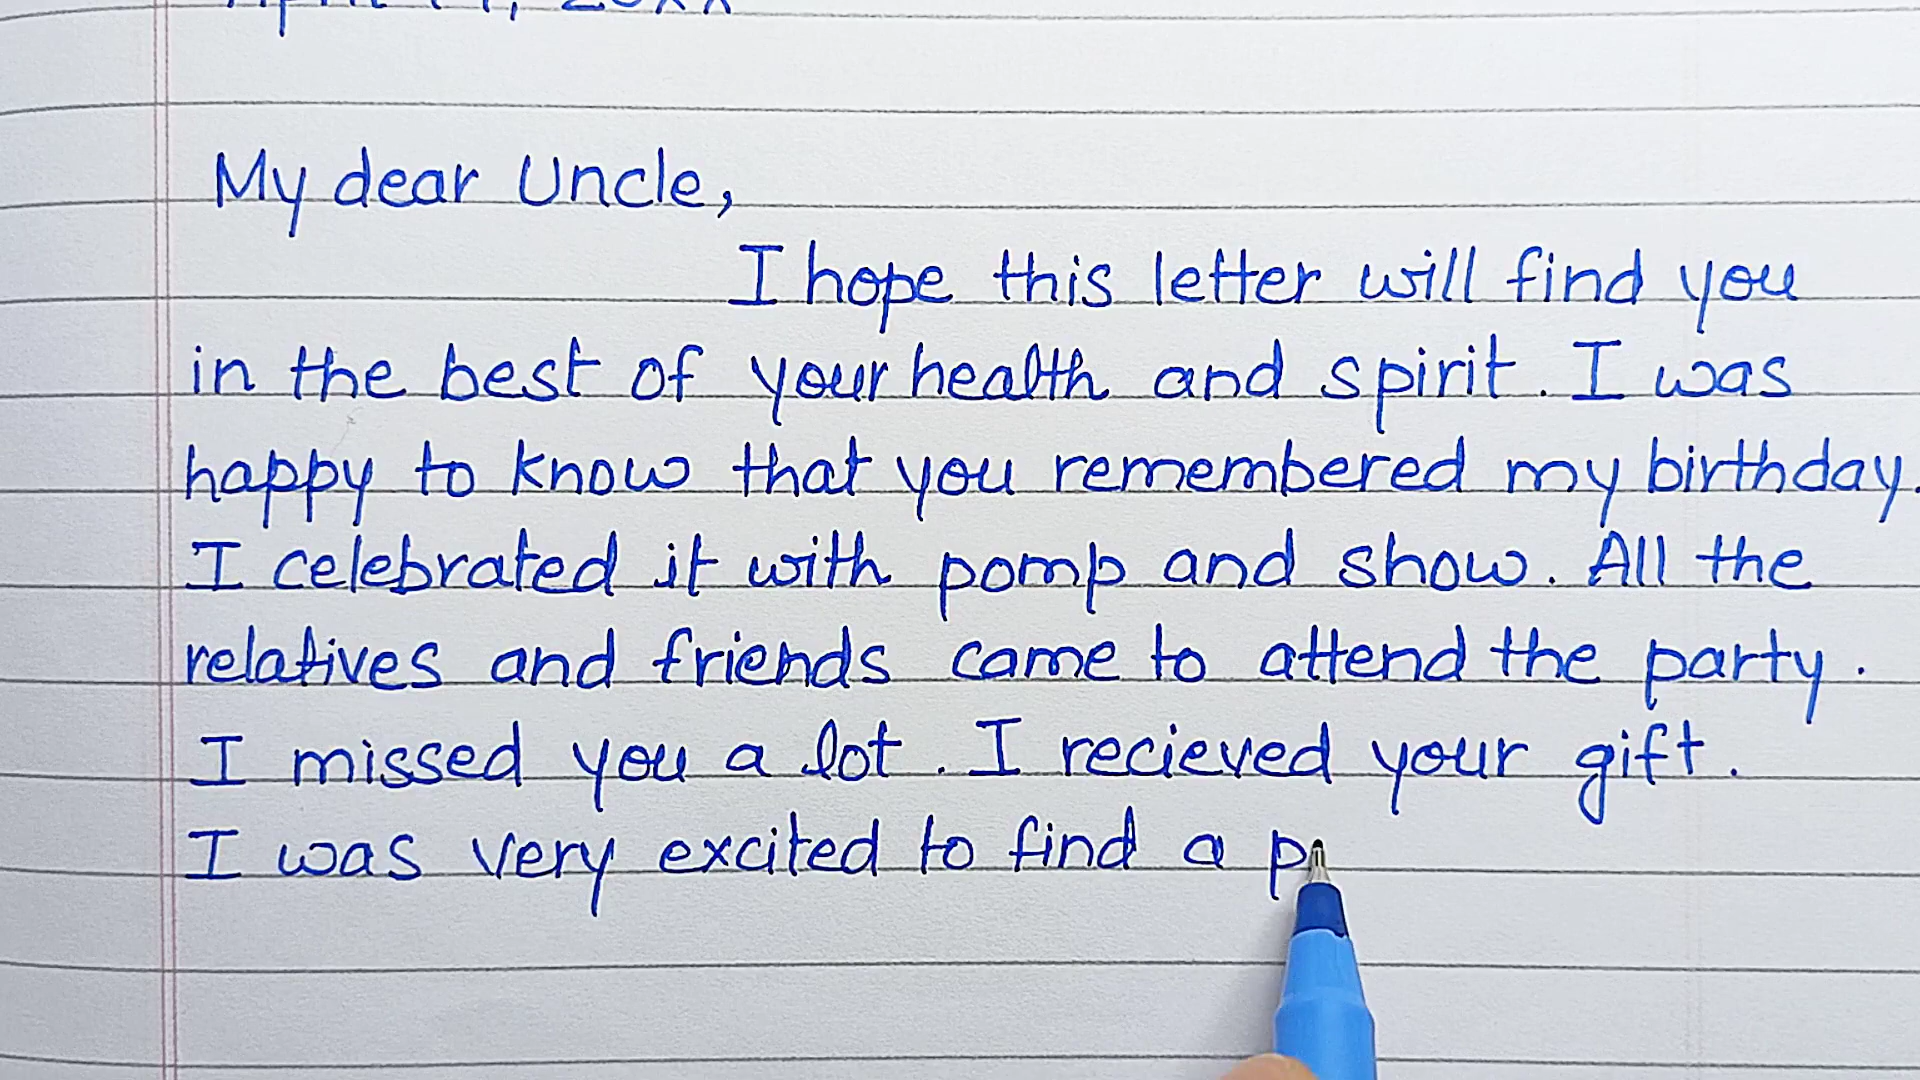 My dear Uncle,
I hope this letter will find you
in the best of your health and spirit. I was
happy to know that you remembered my birthday.
I celebrated it with pomp and show. All the
relatives and friends came to attend the party.
I missed you a lot. I recieved your gift.
I was very excited to find a p